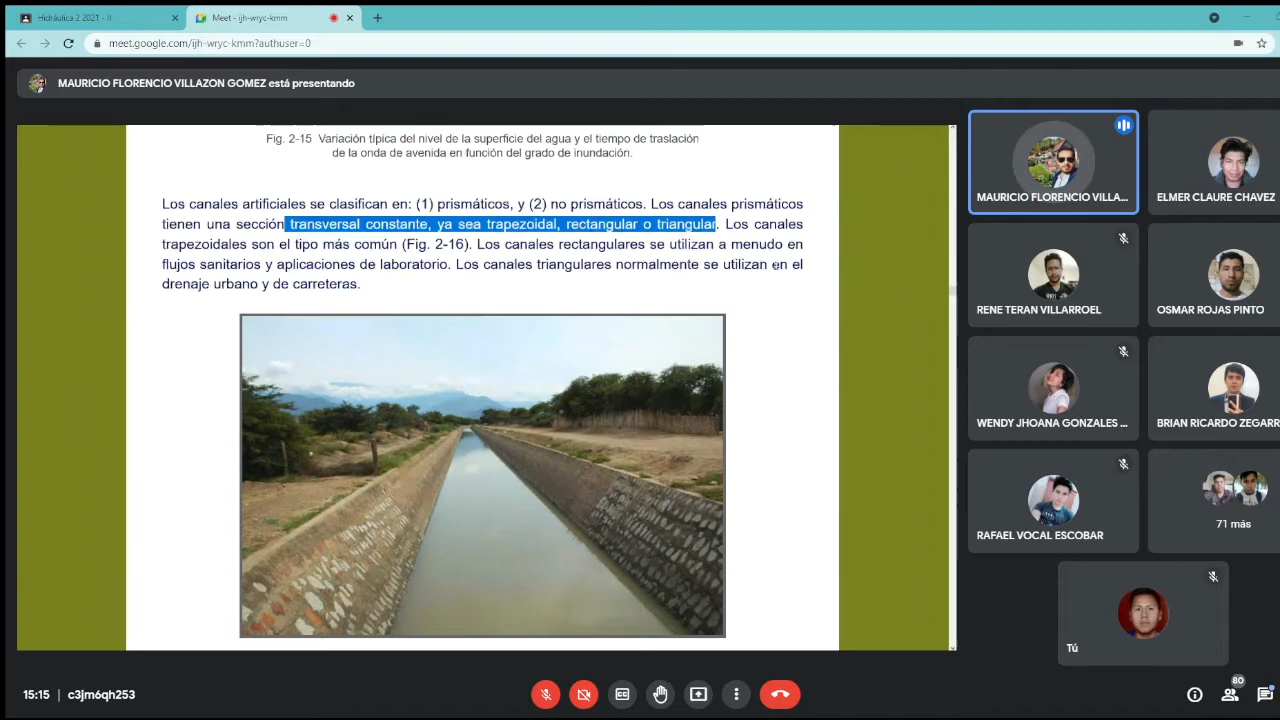 Hidráulica 2 2021 -
Meet - ijh-wryc-kmm
meet.google.com/ijh-wryc-kmm?authuser=0
MAURICIO FLORENCIO VILLAZON GOMEZ está presentando
Fig. 2-15 Variación típica del nivel de la superficie del agua y el tiempo de traslación
de la onda de avenida en función del grado de inundación.
Los canales artificiales se clasifican en: (1) prismáticos, y (2) no prismáticos. Los canales prismáticos
tienen una sección transversal constante, ya sea trapezoidal, rectangular o triangular. Los canales
trapezoidales son el tipo más común (Fig. 2-16). Los canales rectangulares se utilizan a menudo en
flujos sanitarios y aplicaciones de laboratorio. Los canales triangulares normalmente se utilizan en el
drenaje urbano y de carreteras.
MAURICIO FLORENCIO VILLA...
ELMER CLAURE CHAVEZ
RENE TERAN VILLARROEL
OSMAR ROJAS PINTO
WENDY JHOANA GONZALES ...
BRIAN RICARDO ZEGARR
RAFAEL VOCAL ESCOBAR
71 más
Tú
15:15 | c3jm6qh253
80